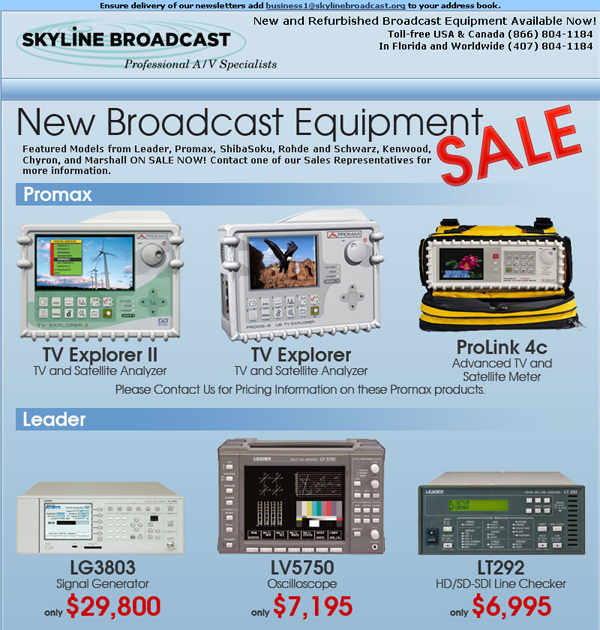 Ensure delivery of our newsletters add business1@skylinebroadcast.org to your address book.
SKYLINE BROADCAST
Professional A/V Specialists
New and Refurbished Broadcast Equipment Available Now!
Toll-free USA & Canada (866) 804-1184
In Florida and Worldwide (407) 804-1184
New Broadcast Equipment
SALE
Featured Models from Leader, Promax, ShibaSoku, Rohde and Schwarz, Kenwood,
Chyron, and Marshall ON SALE NOW! Contact one of our Sales Representatives for
more information.
Promax
PROMAX
TV EXPLORER II
TV Explorer II
TV and Satellite Analyzer
TV Explorer
TV and Satellite Analyzer
ProLink 4c
Advanced TV and
Satellite Meter
Please Contact Us for Pricing Information on these Promax products.
Leader
LG3803
Signal Generator
only $29,800
LEADER
LV 5750
LV5750
Oscilloscope
only $7,195
LEADER
LT 292
LT292
HD/SD-SDI Line Checker
only $6,995